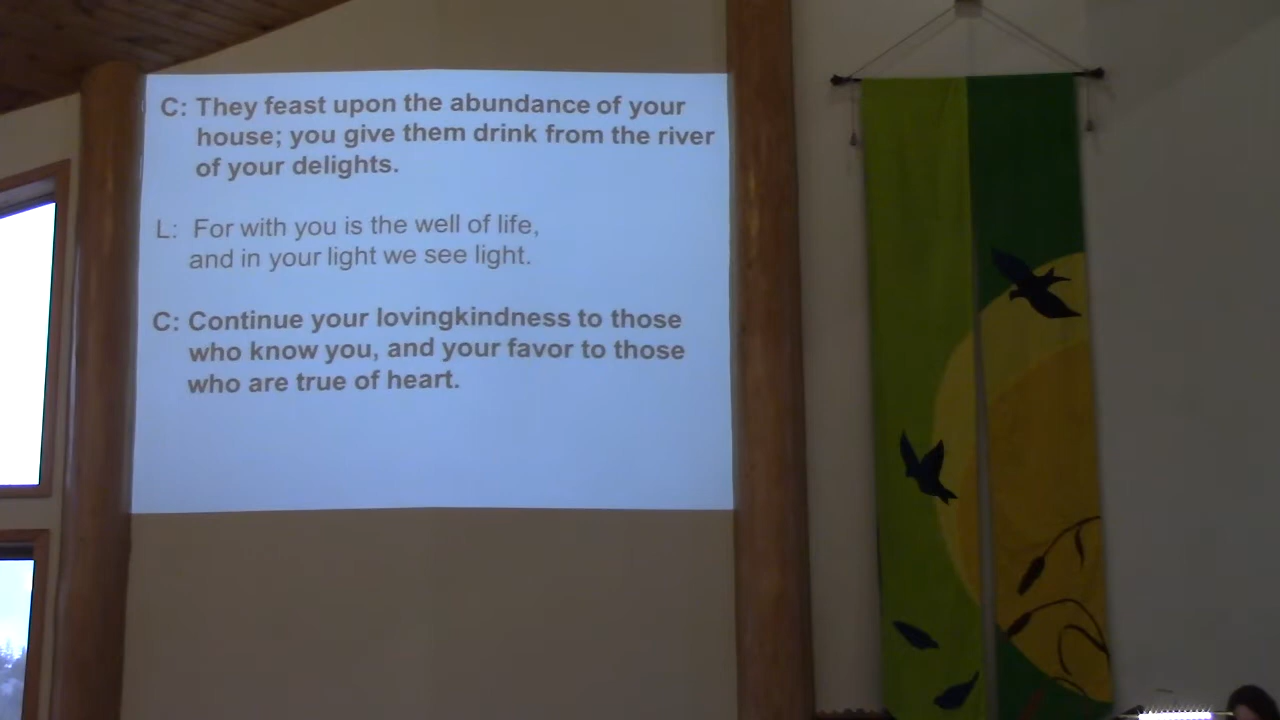 C: They feast upon the abundance of your
house; you give them drink from the river
of your delights.
L: For with you is the well of life,
and in your light we see light.
C: Continue your lovingkindness to those
who know you, and your favor to those
who are true of heart.